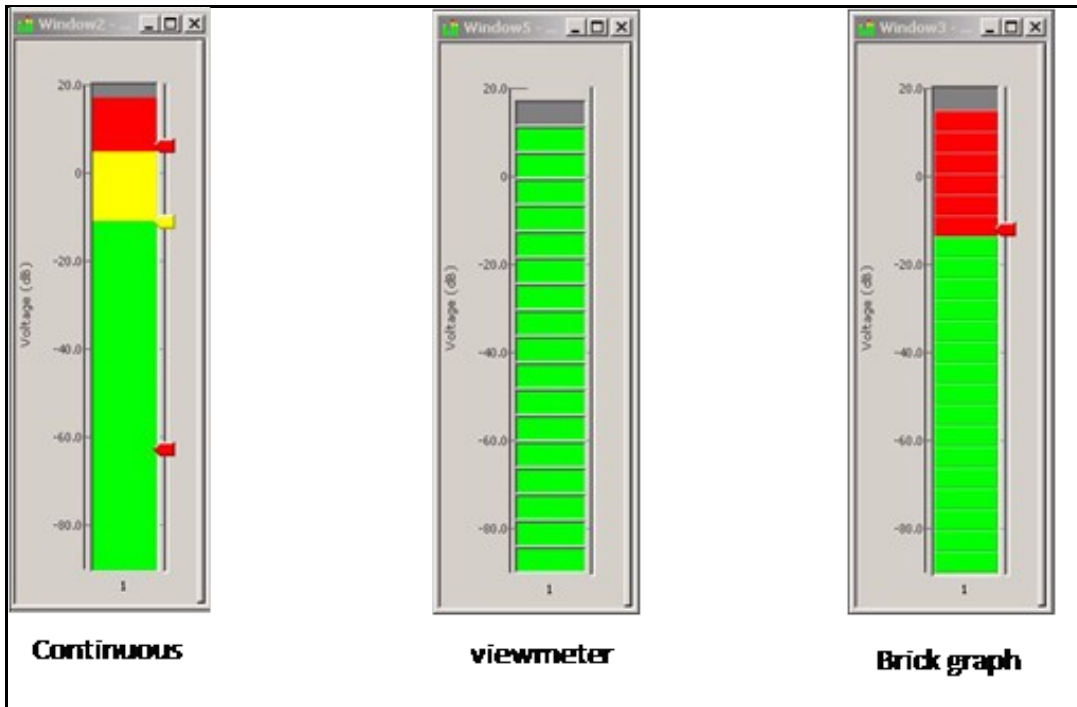 Window2 - ...
20.0
0
-20.0
-40.0
-60.0
-80.0
Voltage (dB)
1
Continuous
Window5 - ...
20.0
0
-20.0
-40.0
-60.0
-80.0
Voltage (dB)
1
viewmeter
Window3 - ...
20.0
0
-20.0
-40.0
-60.0
-80.0
Voltage (dB)
1
Brick graph